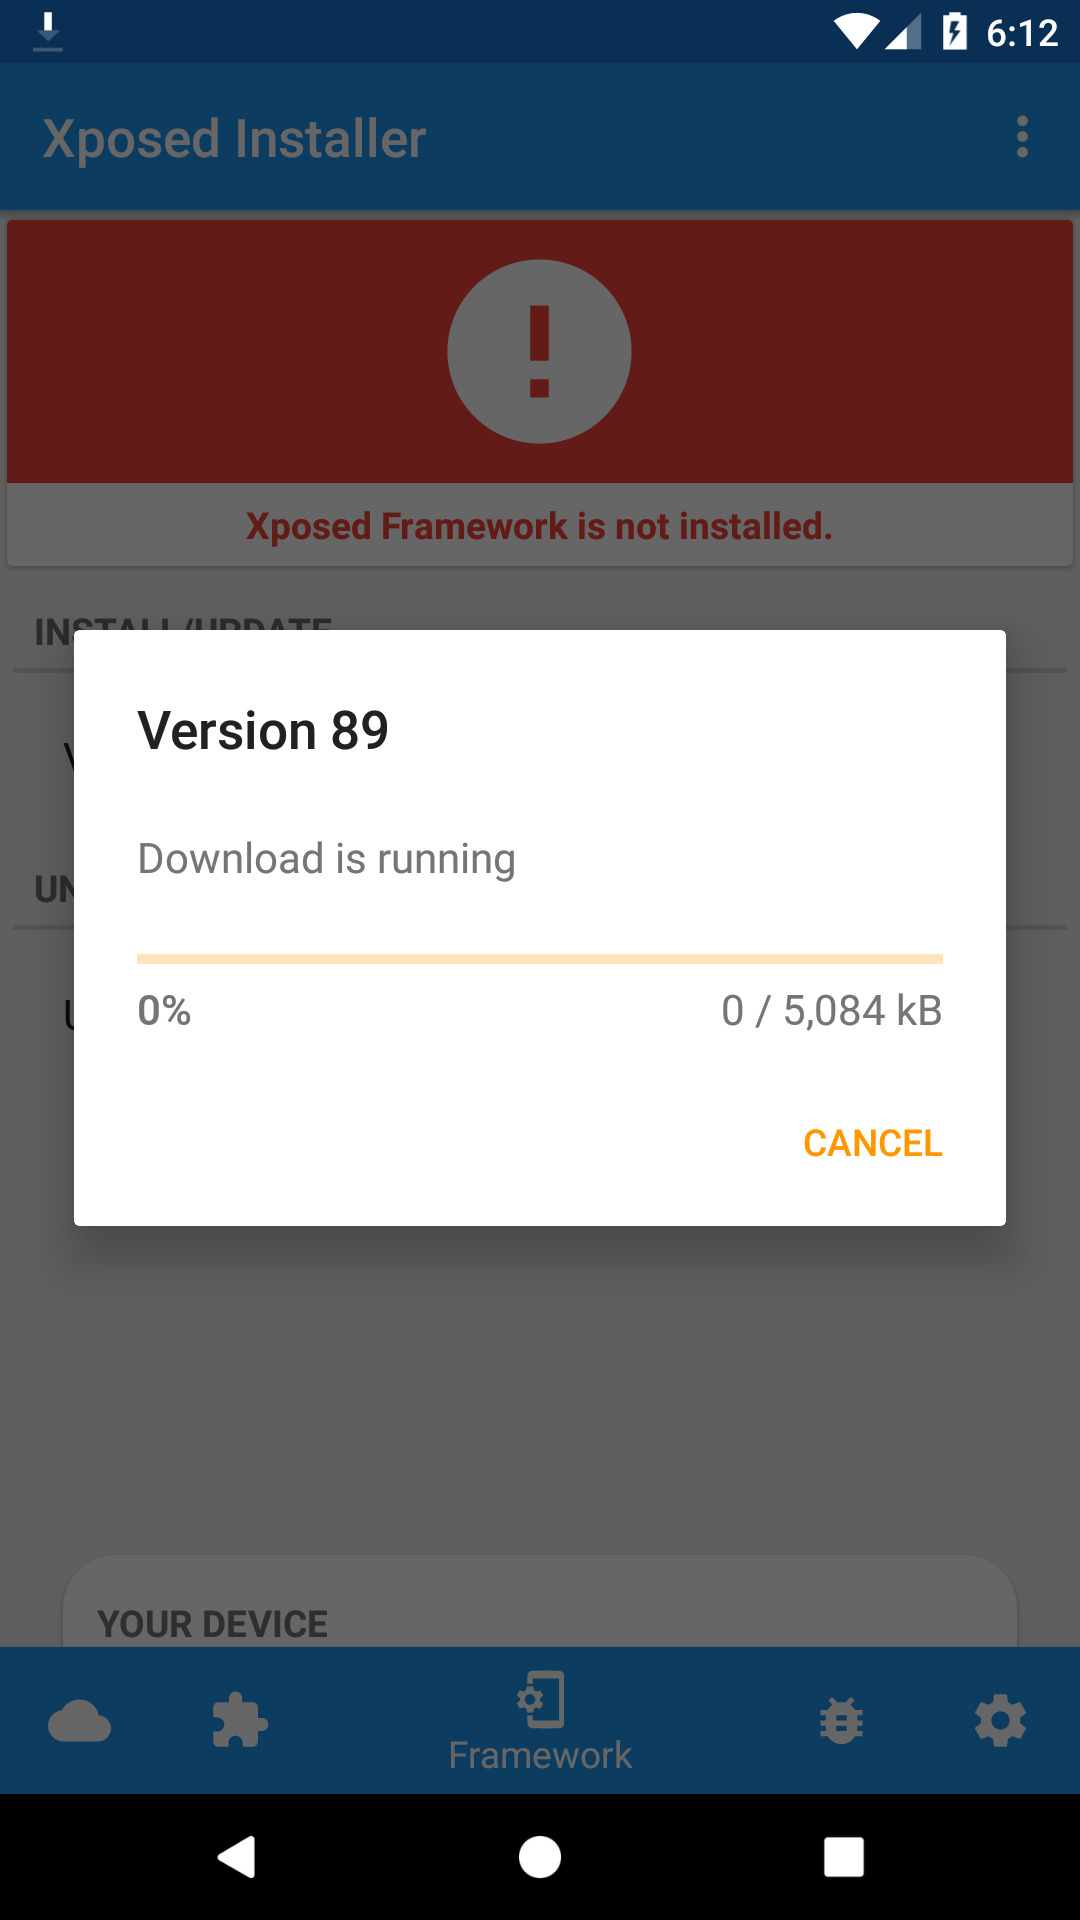 6:12
Xposed Installer
Xposed Framework is not installed.
INSTALL/UPDATE
Version 89
Download is running
0%
0 / 5,084 kB
CANCEL
YOUR DEVICE
Framework